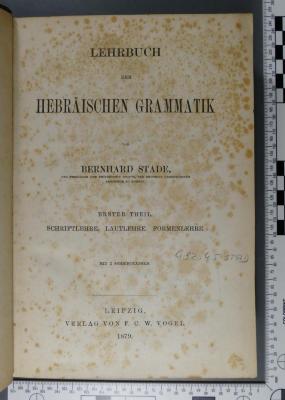 LEHRBUCH
DER
HEBRÄISCHEN GRAMMATIK
VON
BERNHARD STADE,
ERSTER THEIL.
SCHRIFTLEHRE. LAUTLEHRE. FORMENLEHRE.
MIT 2 SCHRIFTTAFELN
LEIPZIG,
VERLAG VON F. C. W. VOGEL.
1879.